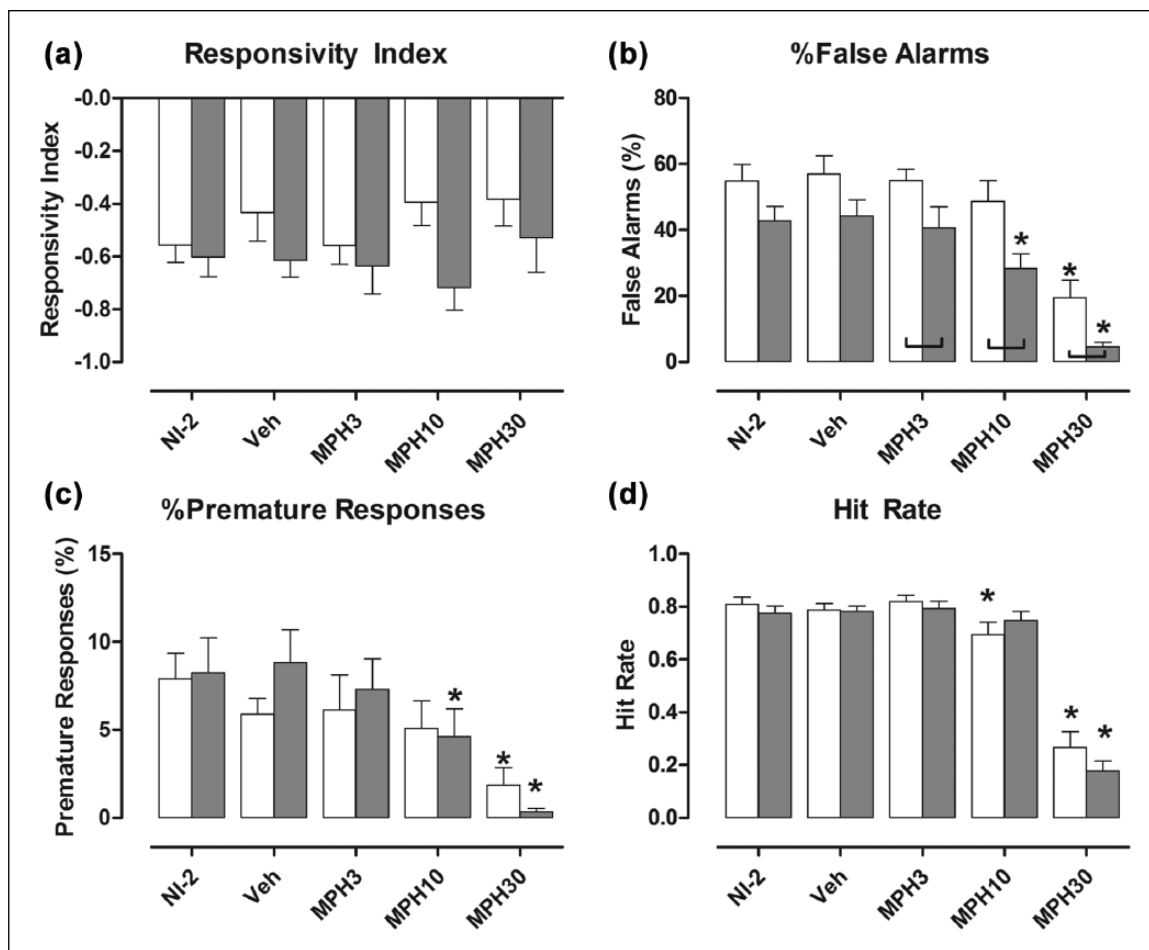 (a) Responsivity Index
-0.0
-0.2
-0.4
-0.6
-0.8
-1.0
Responsivity Index
NI-2
Veh
MPH3
MPH10
MPH30
(b) %False Alarms
80
60
40
20
0
False Alarms (%)
* * *
NI-2
Veh
MPH3
MPH10
MPH30
(c) %Premature Responses
15
10
5
0
Premature Responses (%)
* * *
NI-2
Veh
MPH3
MPH10
MPH30
(d) Hit Rate
1.0
0.8
0.6
0.4
0.2
0.0
Hit Rate
* * *
NI-2
Veh
MPH3
MPH10
MPH30